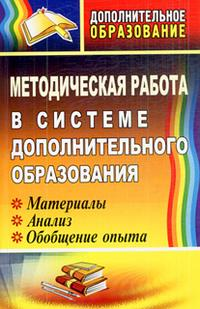 ДОПОЛНИТЕЛЬНОЕ
ОБРАЗОВАНИЕ
МЕТОДИЧЕСКАЯ РАБОТА
В СИСТЕМЕ
ДОПОЛНИТЕЛЬНОГО
ОБРАЗОВАНИЯ
* Материалы
* Анализ
* Обобщение опыта